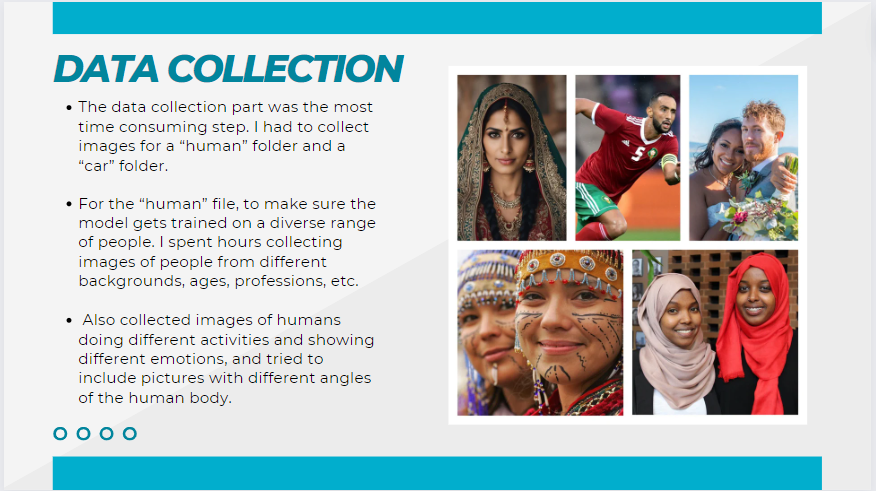 DATA COLLECTION
• The data collection part was the most
time consuming step. I had to collect
images for a “human” folder and a
“car” folder.
• For the “human” file, to make sure the
model gets trained on a diverse range
of people. I spent hours collecting
images of people from different
backgrounds, ages, professions, etc.
• Also collected images of humans
doing different activities and showing
different emotions, and tried to
include pictures with different angles
of the human body.
5